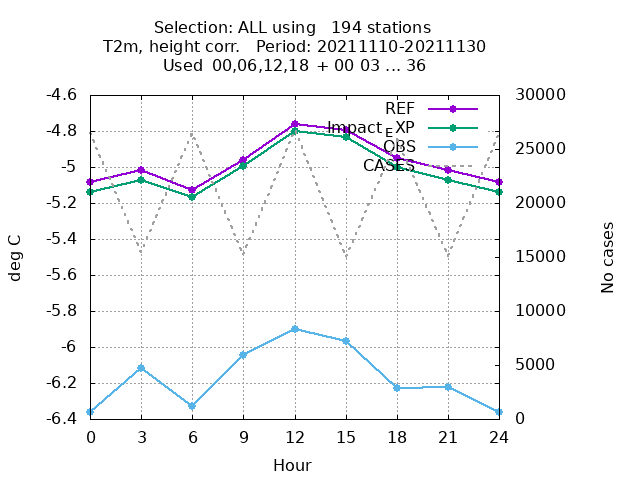 Selection: ALL using 194 stations
T2m, height corr. Period: 20211110-20211130
Used 00,06,12,18 + 00 03 ... 36
-4.6
-4.8
-5
-5.2
-5.4
-5.6
-5.8
-6
-6.2
-6.4
deg C
REF
Impact_EXP
OBS
CASES
30000
25000
20000
15000
10000
5000
0
No cases
0 3 6 9 12 15 18 21 24
Hour